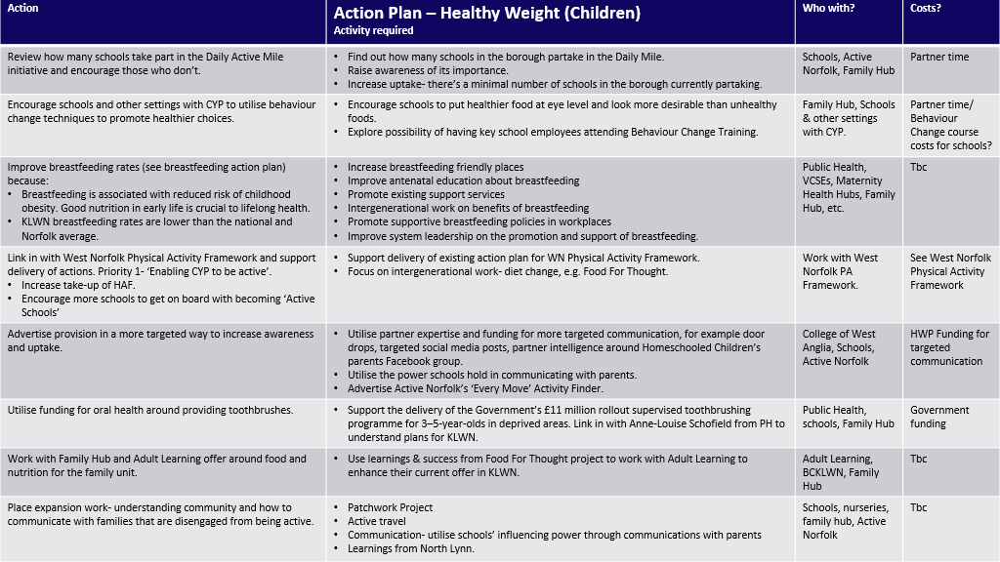 Action
Action Plan – Healthy Weight (Children)
Activity required
Who with?
Costs?
Review how many schools take part in the Daily Active Mile
initiative and encourage those who don't.
• Find out how many schools in the borough partake in the Daily Mile.
• Raise awareness of its importance.
• Increase uptake- there's a minimal number of schools in the borough currently partaking.
Schools, Active
Norfolk, Family Hub
Partner time
Encourage schools and other settings with CYP to utilise behaviour
change techniques to promote healthier choices.
• Encourage schools to put healthier food at eye level and look more desirable than unhealthy
foods.
• Explore possibility of having key school employees attending Behaviour Change Training.
Family Hub, Schools
& other settings
with CYP.
Partner time/
Behaviour
Change course
costs for schools?
Improve breastfeeding rates (see breastfeeding action plan)
because:
• Breastfeeding is associated with reduced risk of childhood
obesity. Good nutrition in early life is crucial to lifelong health.
• KLWN breastfeeding rates are lower than the national and
Norfolk average.
• Increase breastfeeding friendly places
• Improve antenatal education about breastfeeding
• Promote existing support services
• Intergenerational work on benefits of breastfeeding
• Promote supportive breastfeeding policies in workplaces
• Improve system leadership on the promotion and support of breastfeeding.
Public Health,
VCSEs, Maternity
Health Hubs, Family
Hub, etc.
Tbc
Link in with West Norfolk Physical Activity Framework and support
delivery of actions. Priority 1- 'Enabling CYP to be active'.
• Increase take-up of HAF.
• Encourage more schools to get on board with becoming 'Active
Schools'
• Support delivery of existing action plan for WN Physical Activity Framework.
• Focus on intergenerational work- diet change, e.g. Food For Thought.
Work with West
Norfolk PA
Framework.
See West Norfolk
Physical Activity
Framework
Advertise provision in a more targeted way to increase awareness
and uptake.
• Utilise partner expertise and funding for more targeted communication, for example door
drops, targeted social media posts, partner intelligence around Homeschooled Children's
parents Facebook group.
• Utilise the power schools hold in communicating with parents.
• Advertise Active Norfolk's 'Every Move' Activity Finder.
College of West
Anglia, Schools,
Active Norfolk
HWP Funding for
targeted
communication
Utilise funding for oral health around providing toothbrushes.
• Support the delivery of the Government's £11 million rollout supervised toothbrushing
programme for 3–5-year-olds in deprived areas. Link in with Anne-Louise Schofield from PH to
understand plans for KLWN.
Public Health,
schools, Family Hub
Government
funding
Work with Family Hub and Adult Learning offer around food and
nutrition for the family unit.
• Use learnings & success from Food For Thought project to work with Adult Learning to
enhance their current offer in KLWN.
Adult Learning,
BCKLWN, Family
Hub
Tbc
Place expansion work- understanding community and how to
communicate with families that are disengaged from being active.
• Patchwork Project
• Active travel
• Communication- utilise schools' influencing power through communications with parents
• Learnings from North Lynn.
Schools, nurseries,
family hub, Active
Norfolk
Tbc